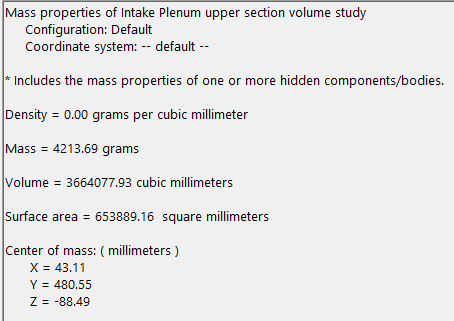 Mass properties of Intake Plenum upper section volume study
Configuration: Default
Coordinate system: -- default --
* Includes the mass properties of one or more hidden components/bodies.
Density = 0.00 grams per cubic millimeter
Mass = 4213.69 grams
Volume = 3664077.93 cubic millimeters
Surface area = 653889.16  square millimeters
Center of mass: ( millimeters )
X = 43.11
Y = 480.55
Z = -88.49